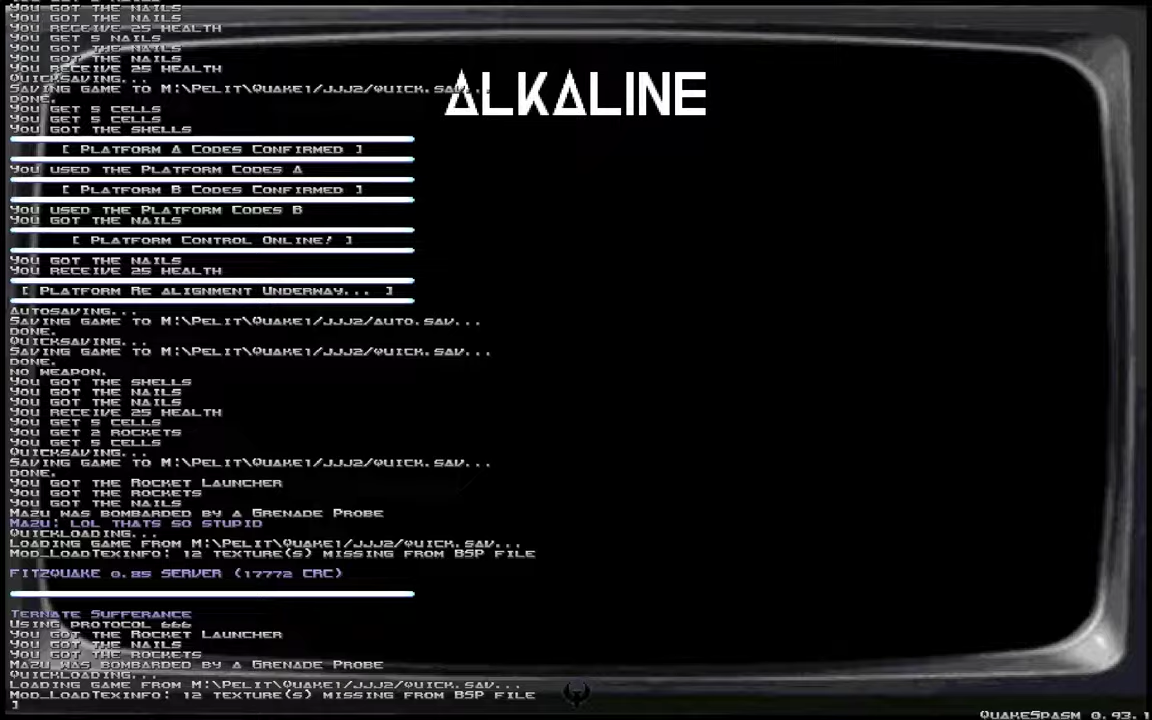 You got the nails
You got the nails
You receive 25 health
You get 5 nails
You got the nails
You got the nails
You receive 25 health
Quicksaving...
Saving game to M:\Pelit\Quake1/jjj2/quick.sav...
done.
You get 5 cells
You get 5 cells
You got the shells
[ Platform A Codes Confirmed ]
You used the Platform Codes A
[ Platform B Codes Confirmed ]
You used the Platform Codes B
You got the nails
[ Platform Control Online! ]
You got the nails
You receive 25 health
[ Platform Re alignment Underway... ]
Autosaving...
Saving game to M:\Pelit\Quake1/jjj2/auto.sav...
done.
Quicksaving...
Saving game to M:\Pelit\Quake1/jjj2/quick.sav...
done.
no weapon.
You got the shells
You got the nails
You got the nails
You receive 25 health
You get 5 cells
You get 2 rockets
You get 5 cells
Quicksaving...
Saving game to M:\Pelit\Quake1/jjj2/quick.sav...
done.
You got the Rocket Launcher
You got the rockets
You got the nails
Mazu was bombarded by a Grenade Probe
Mazu: lol thats so stupid
Quickloading...
Loading game from M:\Pelit\Quake1/jjj2/quick.sav...
Mod_LoadTexinfo: 12 texture(s) missing from BSP file
FITZQUAKE 0.85 SERVER (17772 CRC)
Ternate Sufferance
Using protocol 666
You got the Rocket Launcher
You got the nails
You got the rockets
Mazu was bombarded by a Grenade Probe
Quickloading...
Loading game from M:\Pelit\Quake1/jjj2/quick.sav...
Mod_LoadTexinfo: 12 texture(s) missing from BSP file
]
ALKALINE
QuakeSpasm 0.93.1